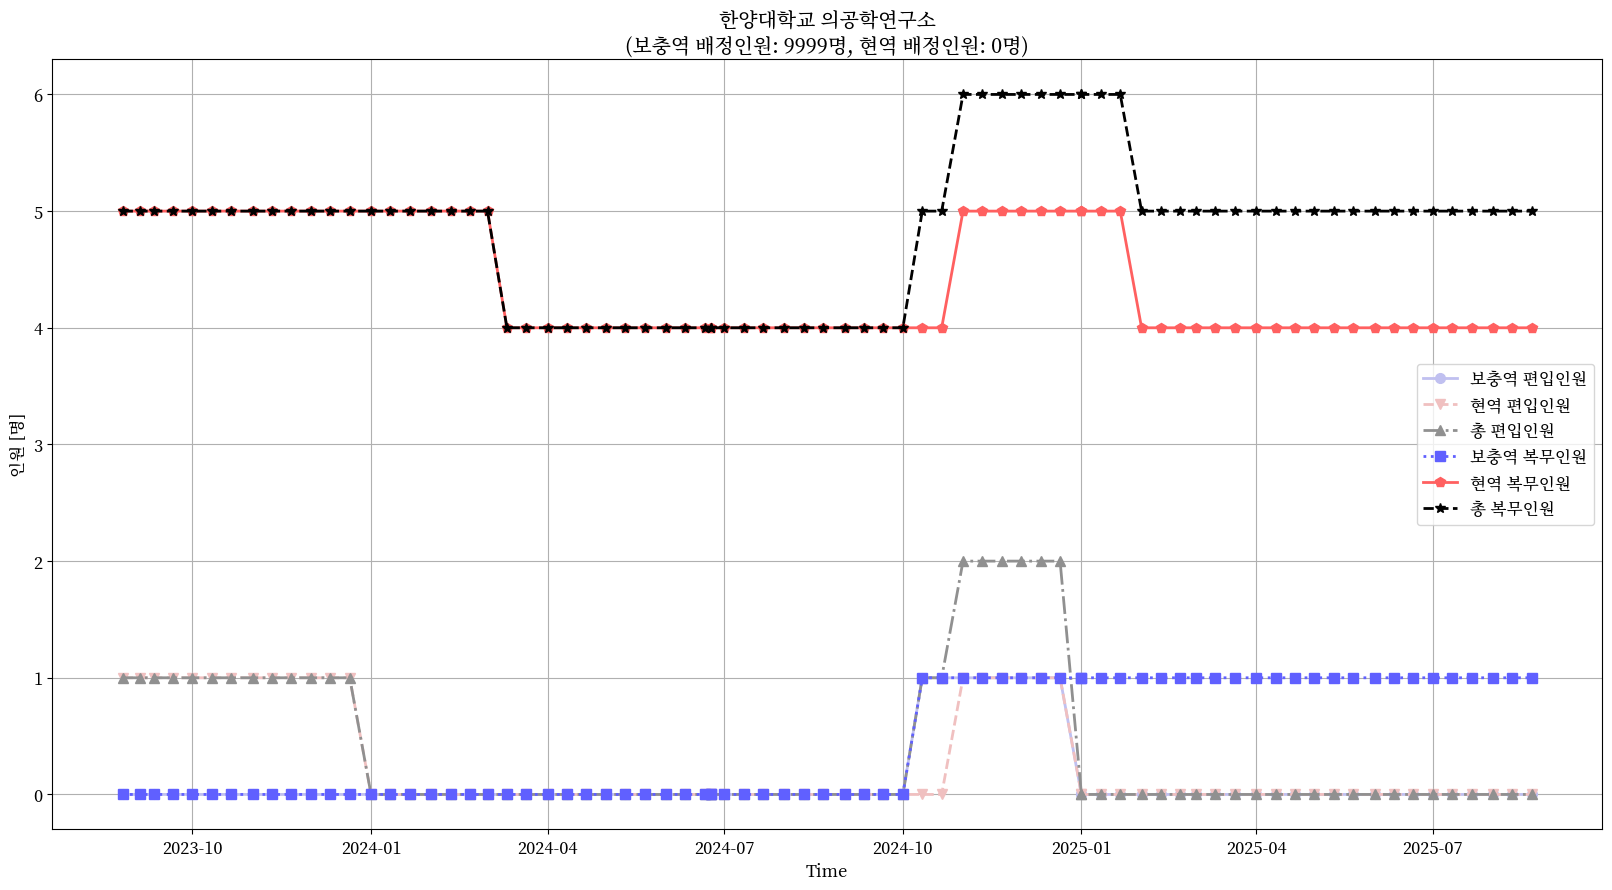 한양대학교 의공학연구소
(보충역 배정인원: 9999명, 현역 배정인원: 0명)
6
5
4
3
2
1
0
인원 [명]
보충역 편입인원
현역 편입인원
총 편입인원
보충역 복무인원
현역 복무인원
총 복무인원
2023-10
2024-01
2024-04
2024-07
2024-10
2025-01
2025-04
2025-07
Time